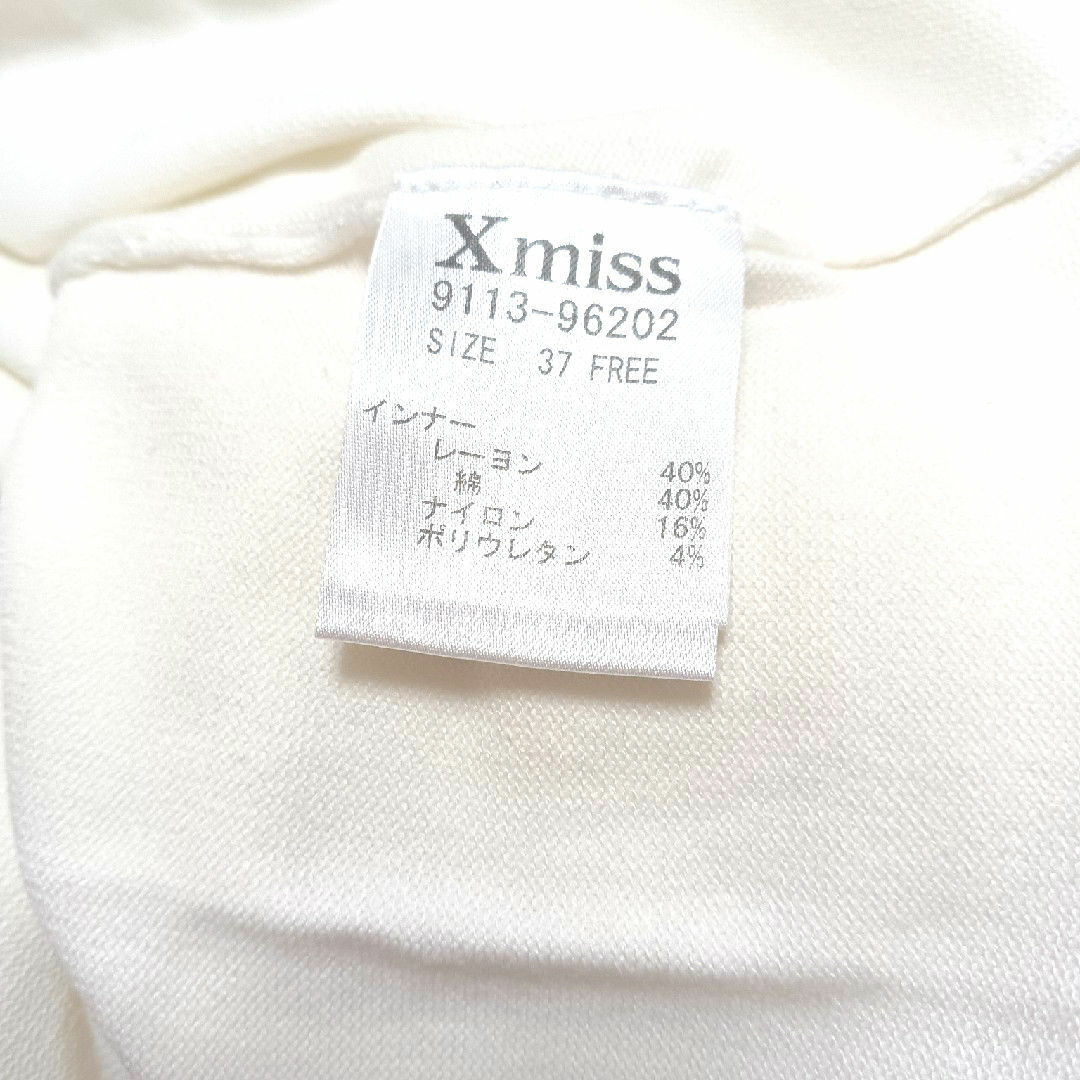 Xmiss
9113-96202
SIZE 37 FREE
インナー
レーヨン 40%
綿 40%
ナイロン 16%
ポリウレタン 4%